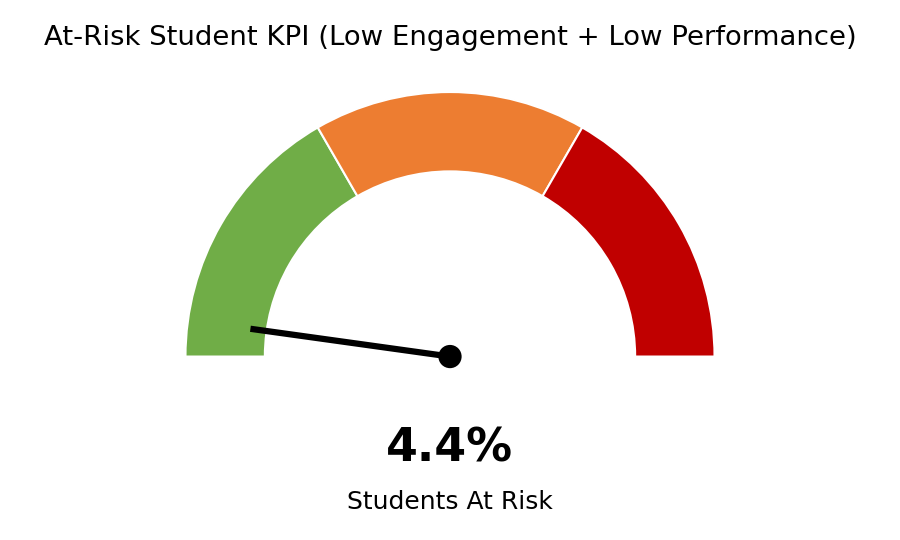 At-Risk Student KPI (Low Engagement + Low Performance)
4.4%
Students At Risk